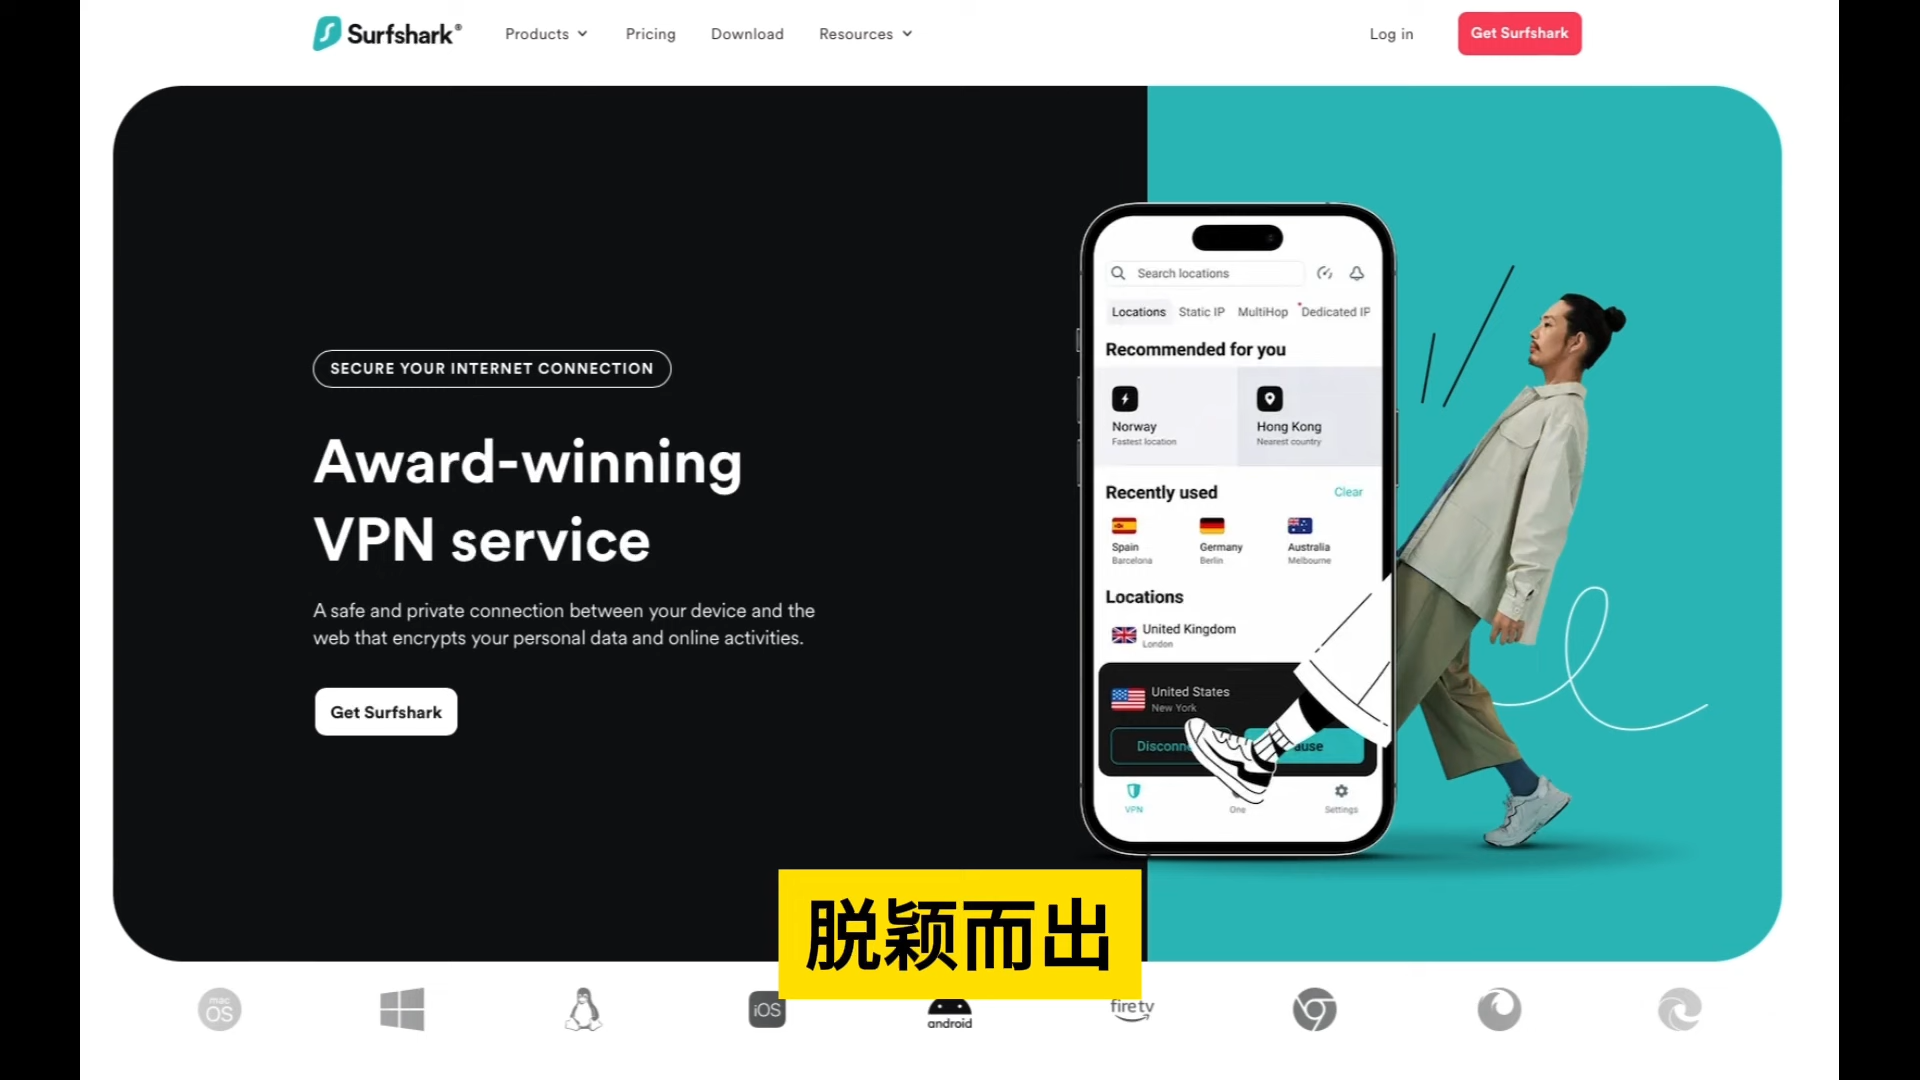 Surfshark®
Products
Pricing
Download
Resources
Log in
Get Surfshark
SECURE YOUR INTERNET CONNECTION
Award-winning
VPN service
A safe and private connection between your device and the
web that encrypts your personal data and online activities.
Get Surfshark
Search locations
Locations
Static IP
MultiHop
Dedicated IP
Recommended for you
Norway
Fastest location
Hong Kong
Nearest country
Recently used
Clear
Spain
Barcelona
Germany
Berlin
Australia
Melbourne
Locations
United Kingdom
London
United States
New York
Disconn
ause
VPN
One
Settings
脱颖而出
mac
OS
iOS
android
fire tv